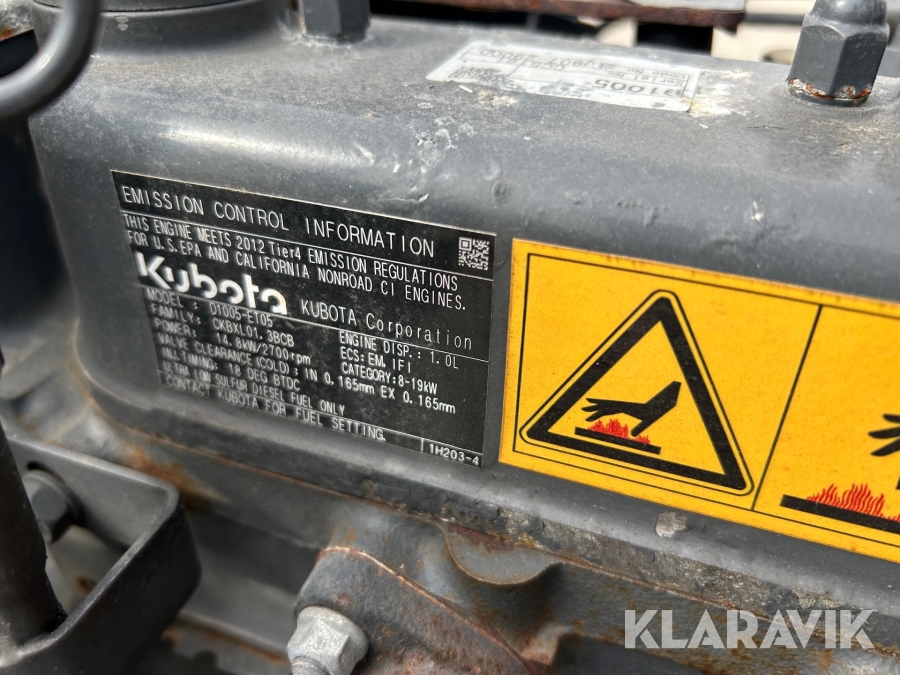 D1005
EMISSION CONTROL INFORMATION
THIS ENGINE MEETS 2012 Tier4 EMISSION REGULATIONS
FOR U.S.EPA AND CALIFORNIA NONROAD CI ENGINES.
Kubota KUBOTA Corporation
MODEL : D1005-ET05 ENGINE DISP.: 1.0L
FAMILY: CKBXL01.3BCB ECS:EM,IFI
POWER: 14.8kW/2700rpm CATEGORY:8-19kW
VALVE CLEARANCE(COLD): IN 0.165mm EX 0.165mm
INJ.TIMING: 18 DEG BTDC
ULTRA LOW SULFUR DIESEL FUEL ONLY
CONTACT KUBOTA FOR FUEL SETTING.
1H203-4
KLARAVIK